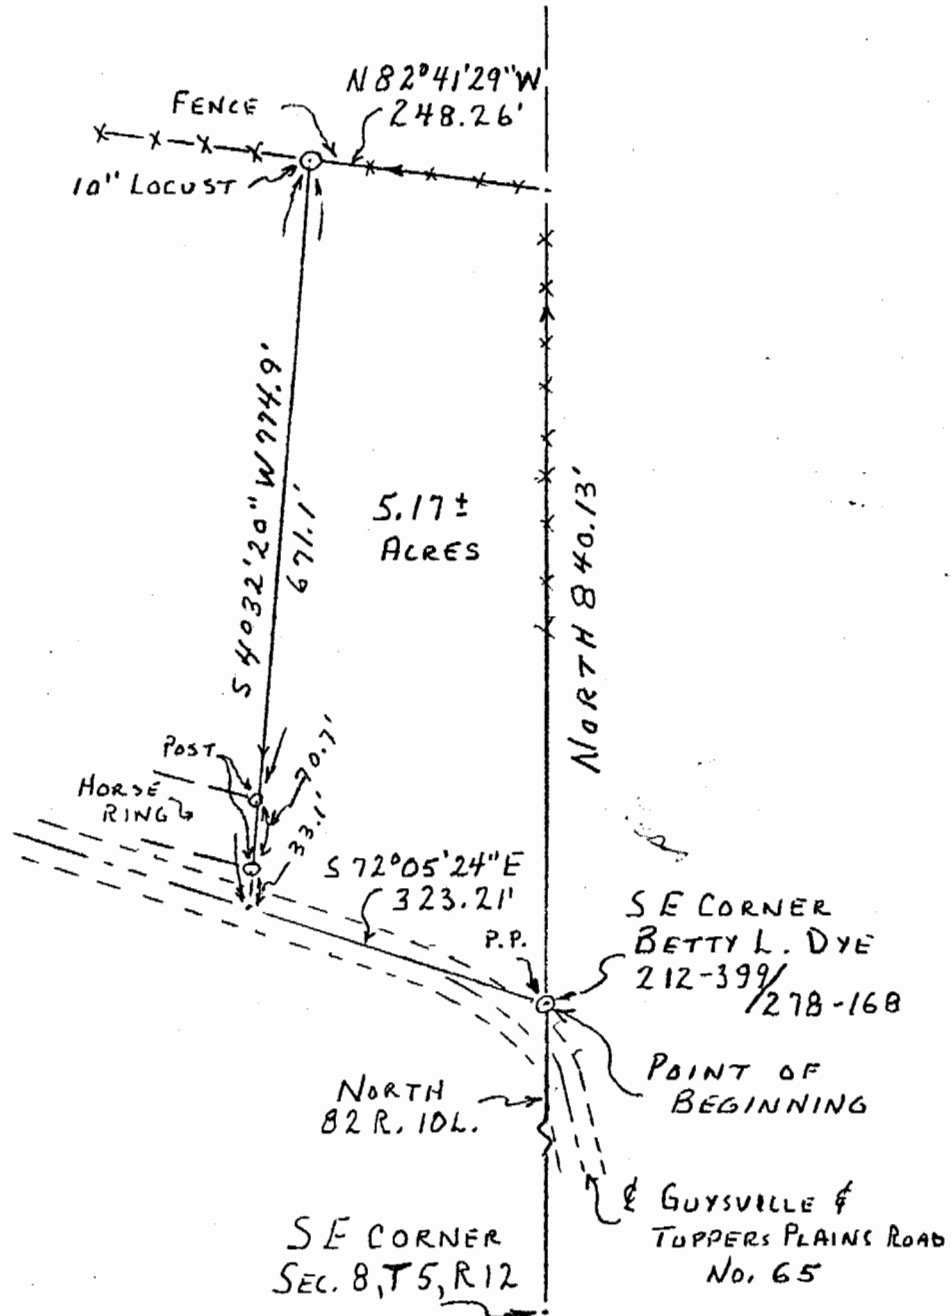 N 82°41'29" W
248.26'
FENCE
10" LOCUST
S 4°32'20" W 774.9'
671.1'
5.17 ±
ACRES
NORTH 840.13'
POST
HORSE
RING
70.7'
33.1'
S 72°05'24" E
323.21'
P.P.
S E CORNER
BETTY L. DYE
212-399/
/278-168
POINT OF
BEGINNING
NORTH
82 R. 10L.
℄ GUYSVILLE &
TUPPERS PLAINS ROAD
NO. 65
S E CORNER
SEC. 8, T5, R12